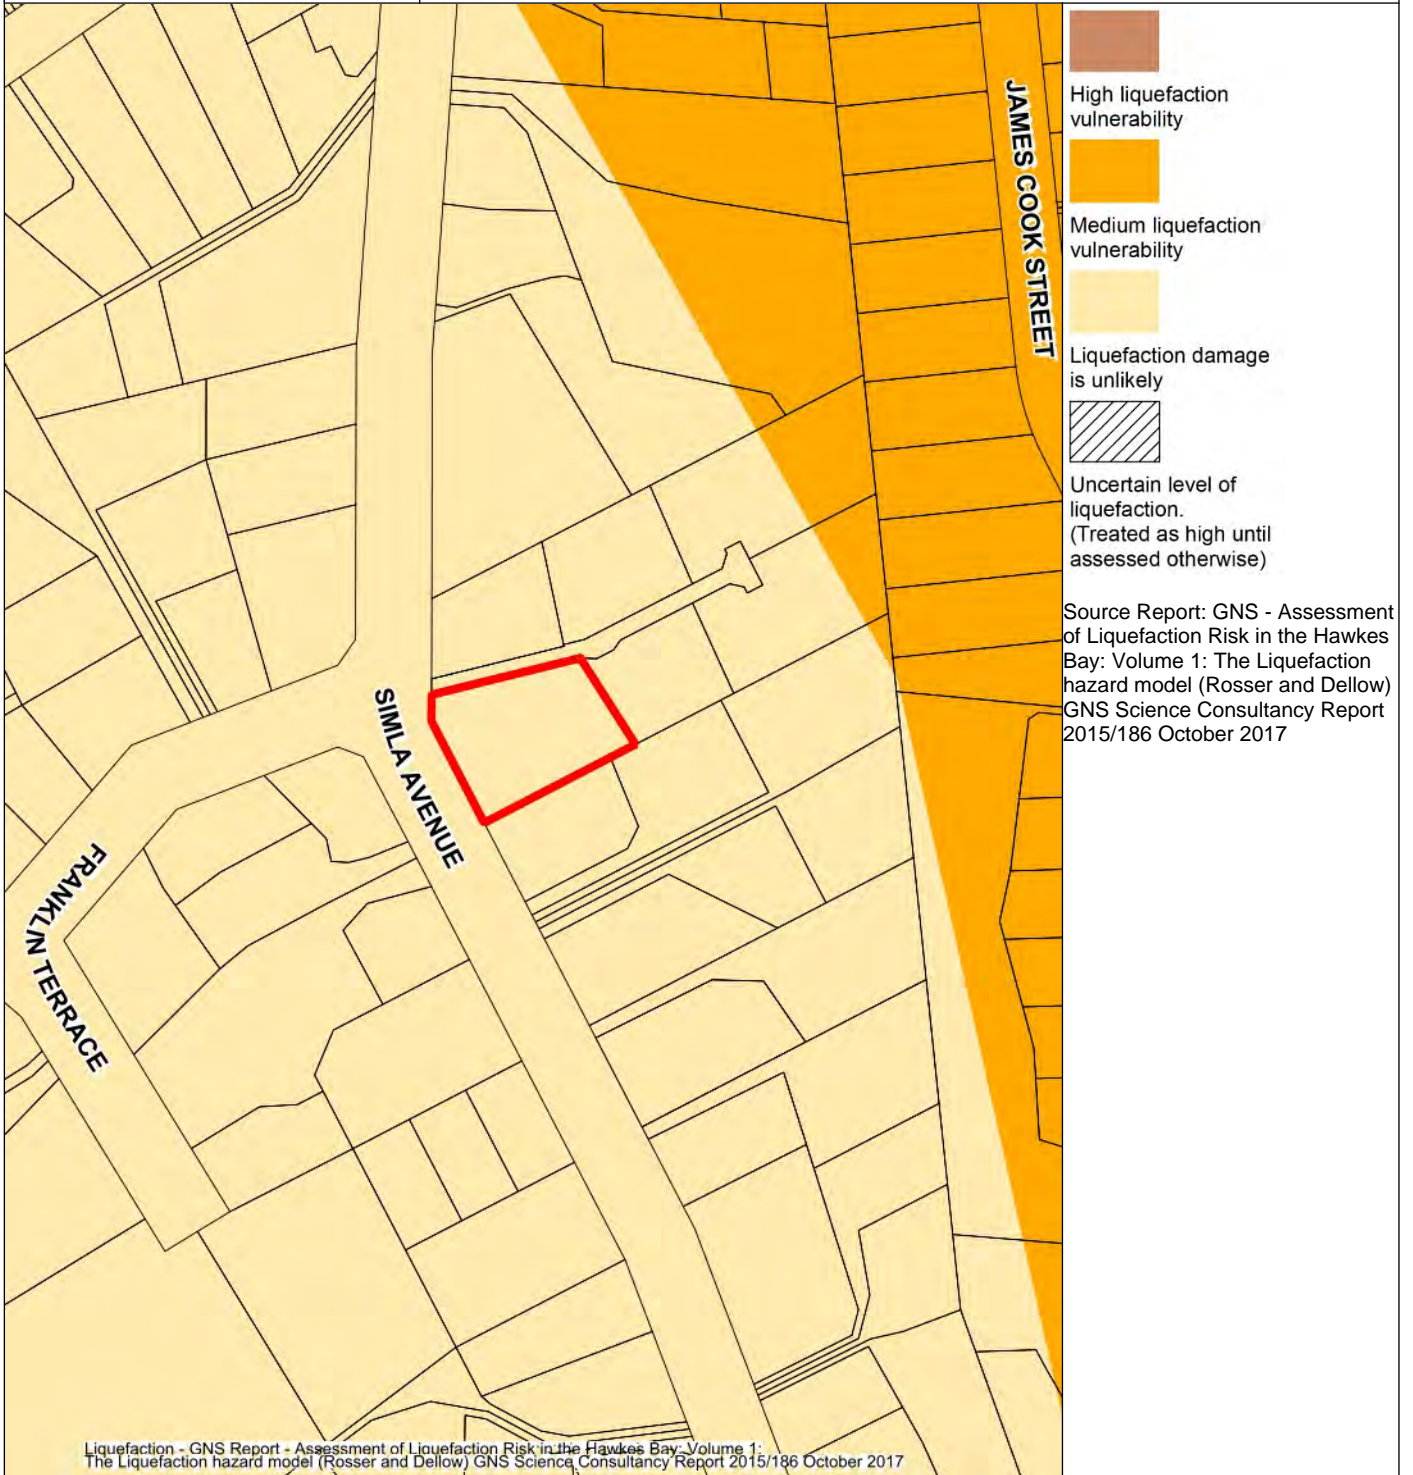 JAMES COOK STREET
SIMLA AVENUE
FRANKLIN TERRACE
High liquefaction
vulnerability
Medium liquefaction
vulnerability
Liquefaction damage
is unlikely
Uncertain level of
liquefaction.
(Treated as high until
assessed otherwise)
Source Report: GNS - Assessment
of Liquefaction Risk in the Hawkes
Bay: Volume 1: The Liquefaction
hazard model (Rosser and Dellow)
GNS Science Consultancy Report
2015/186 October 2017
Liquefaction - GNS Report - Assessment of Liquefaction Risk in the Hawkes Bay: Volume 1:
The Liquefaction hazard model (Rosser and Dellow) GNS Science Consultancy Report 2015/186 October 2017